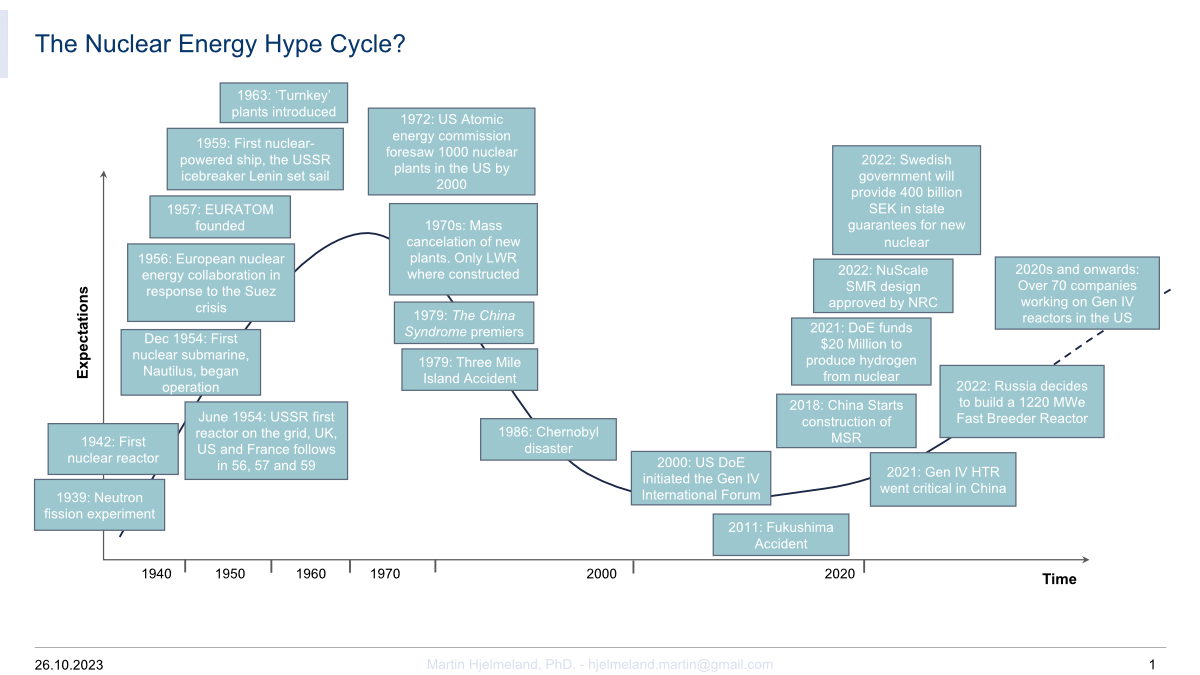 The Nuclear Energy Hype Cycle?
1963: ‘Turnkey’
plants introduced
1959: First nuclear-
powered ship, the USSR
icebreaker Lenin set sail
1957: EURATOM
founded
1956: European nuclear
energy collaboration in
response to the Suez
crisis
Dec 1954: First
nuclear submarine,
Nautilus, began
operation
June 1954: USSR first
reactor on the grid, UK,
US and France follows
in 56, 57 and 59
1942: First
nuclear reactor
1939: Neutron
fission experiment
1972: US Atomic
energy commission
foresaw 1000 nuclear
plants in the US by
2000
1970s: Mass
cancelation of new
plants. Only LWR
where constructed
1979: The China
Syndrome premiers
1979: Three Mile
Island Accident
1986: Chernobyl
disaster
2000: US DoE
initiated the Gen IV
International Forum
2011: Fukushima
Accident
2022: Swedish
government will
provide 400 billion
SEK in state
guarantees for new
nuclear
2022: NuScale
SMR design
approved by NRC
2021: DoE funds
$20 Million to
produce hydrogen
from nuclear
2018: China Starts
construction of
MSR
2021: Gen IV HTR
went critical in China
2022: Russia decides
to build a 1220 MWe
Fast Breeder Reactor
2020s and onwards:
Over 70 companies
working on Gen IV
reactors in the US
Expectations
1940 1950 1960 1970 2000 2020
Time
26.10.2023
Martin Hjelmeland, PhD. - hjelmeland.martin@gmail.com
1